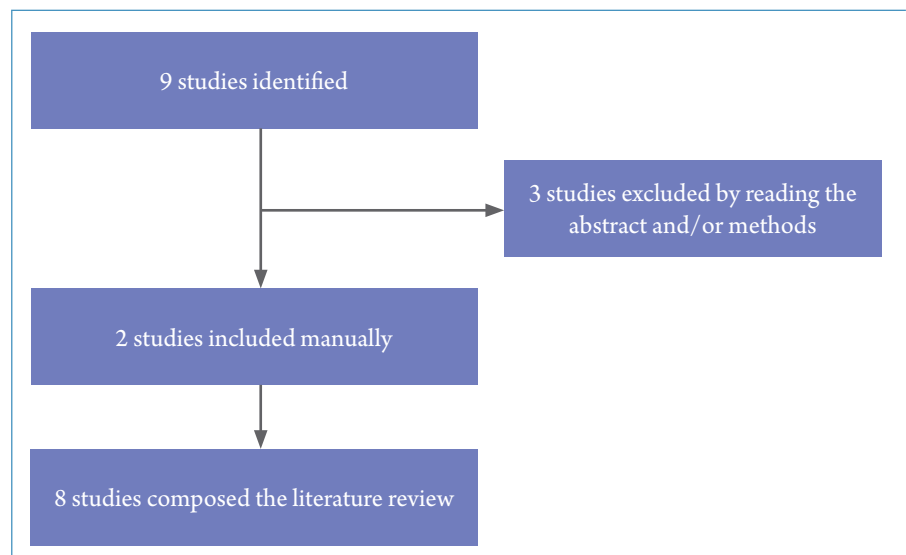 9 studies identified
3 studies excluded by reading the
abstract and/or methods
2 studies included manually
8 studies composed the literature review